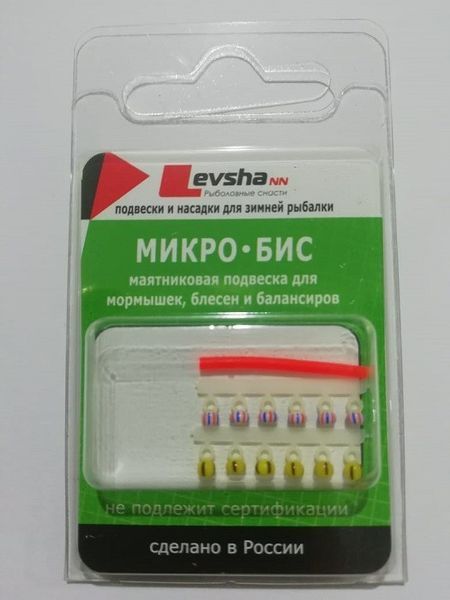 Levsha NN
Рыболовные снасти
подвески и насадки для зимней рыбалки
МИКРО·БИС
маятниковая подвеска для
мормышек, блесен и балансиров
не подлежит сертификации
сделано в России